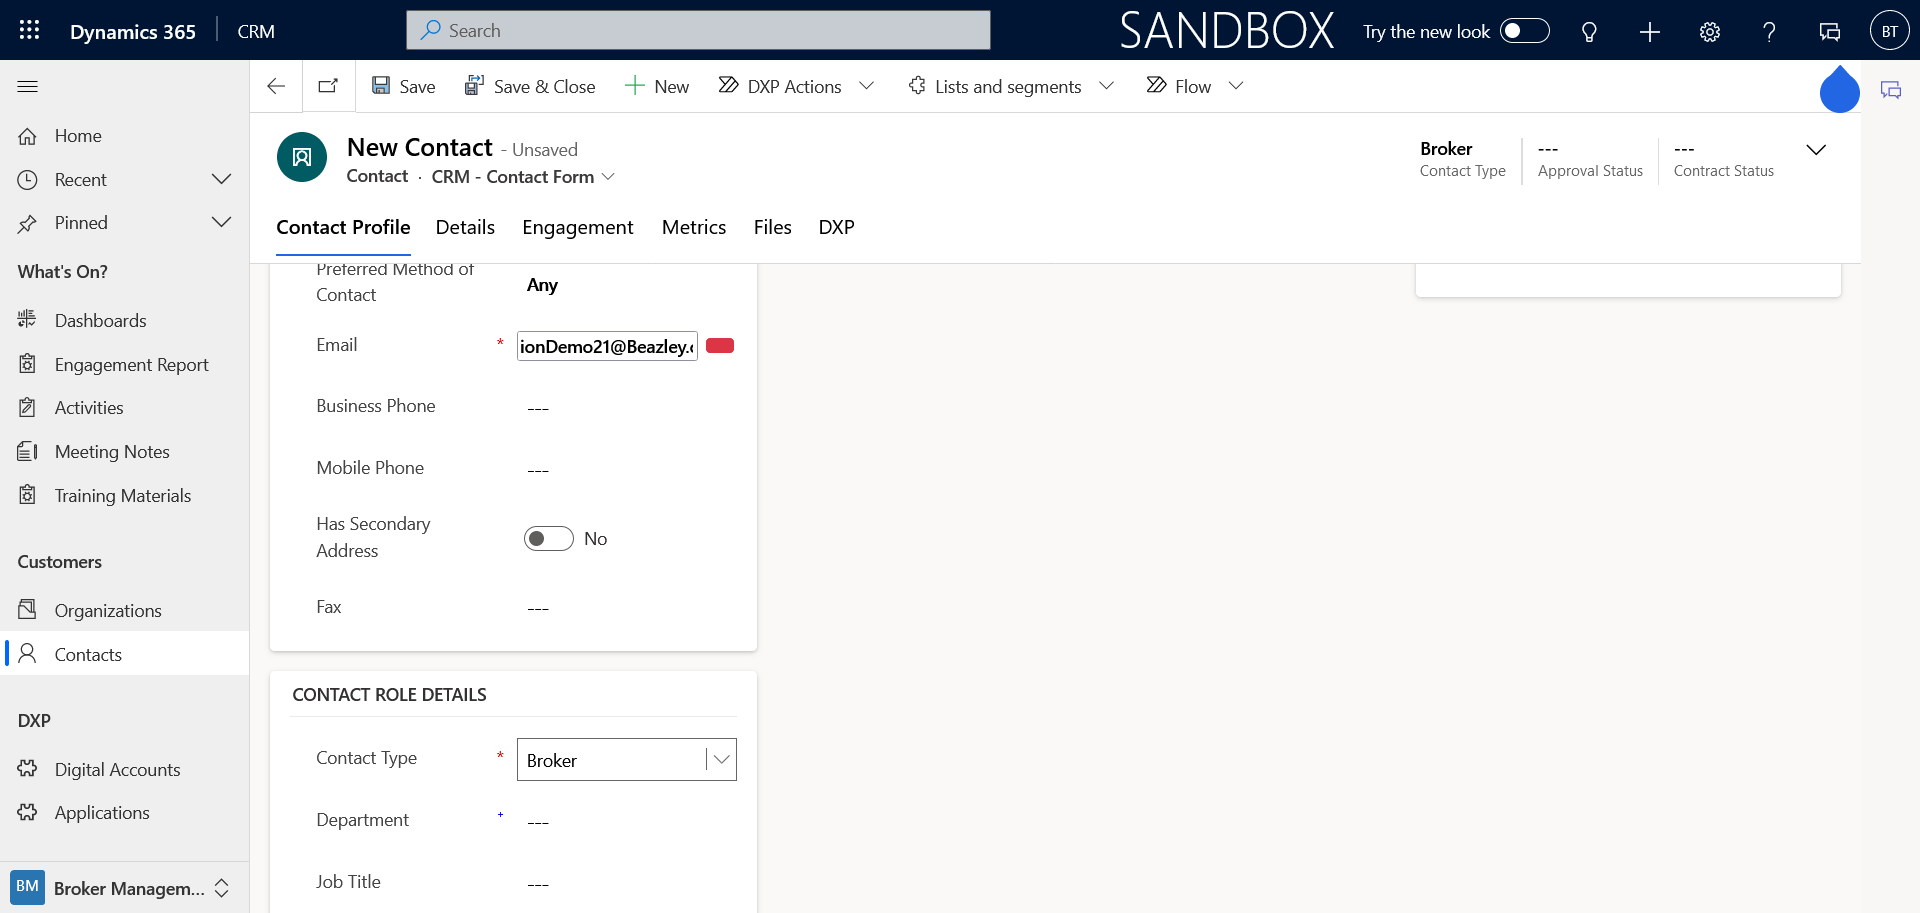 Dynamics 365
CRM
Search
SANDBOX
Try the new look
BT
Save
Save & Close
New
DXP Actions
Lists and segments
Flow
Home
Recent
Pinned
What's On?
Dashboards
Engagement Report
Activities
Meeting Notes
Training Materials
Customers
Organizations
Contacts
DXP
Digital Accounts
Applications
BM
Broker Managem...
New Contact - Unsaved
Contact · CRM - Contact Form
Broker
Contact Type
---
Approval Status
---
Contract Status
Contact Profile
Details
Engagement
Metrics
Files
DXP
Preferred Method of
Contact
Any
Email * ionDemo21@Beazley.
Business Phone ---
Mobile Phone ---
Has Secondary
Address
No
Fax ---
CONTACT ROLE DETAILS
Contact Type * Broker
Department + ---
Job Title ---